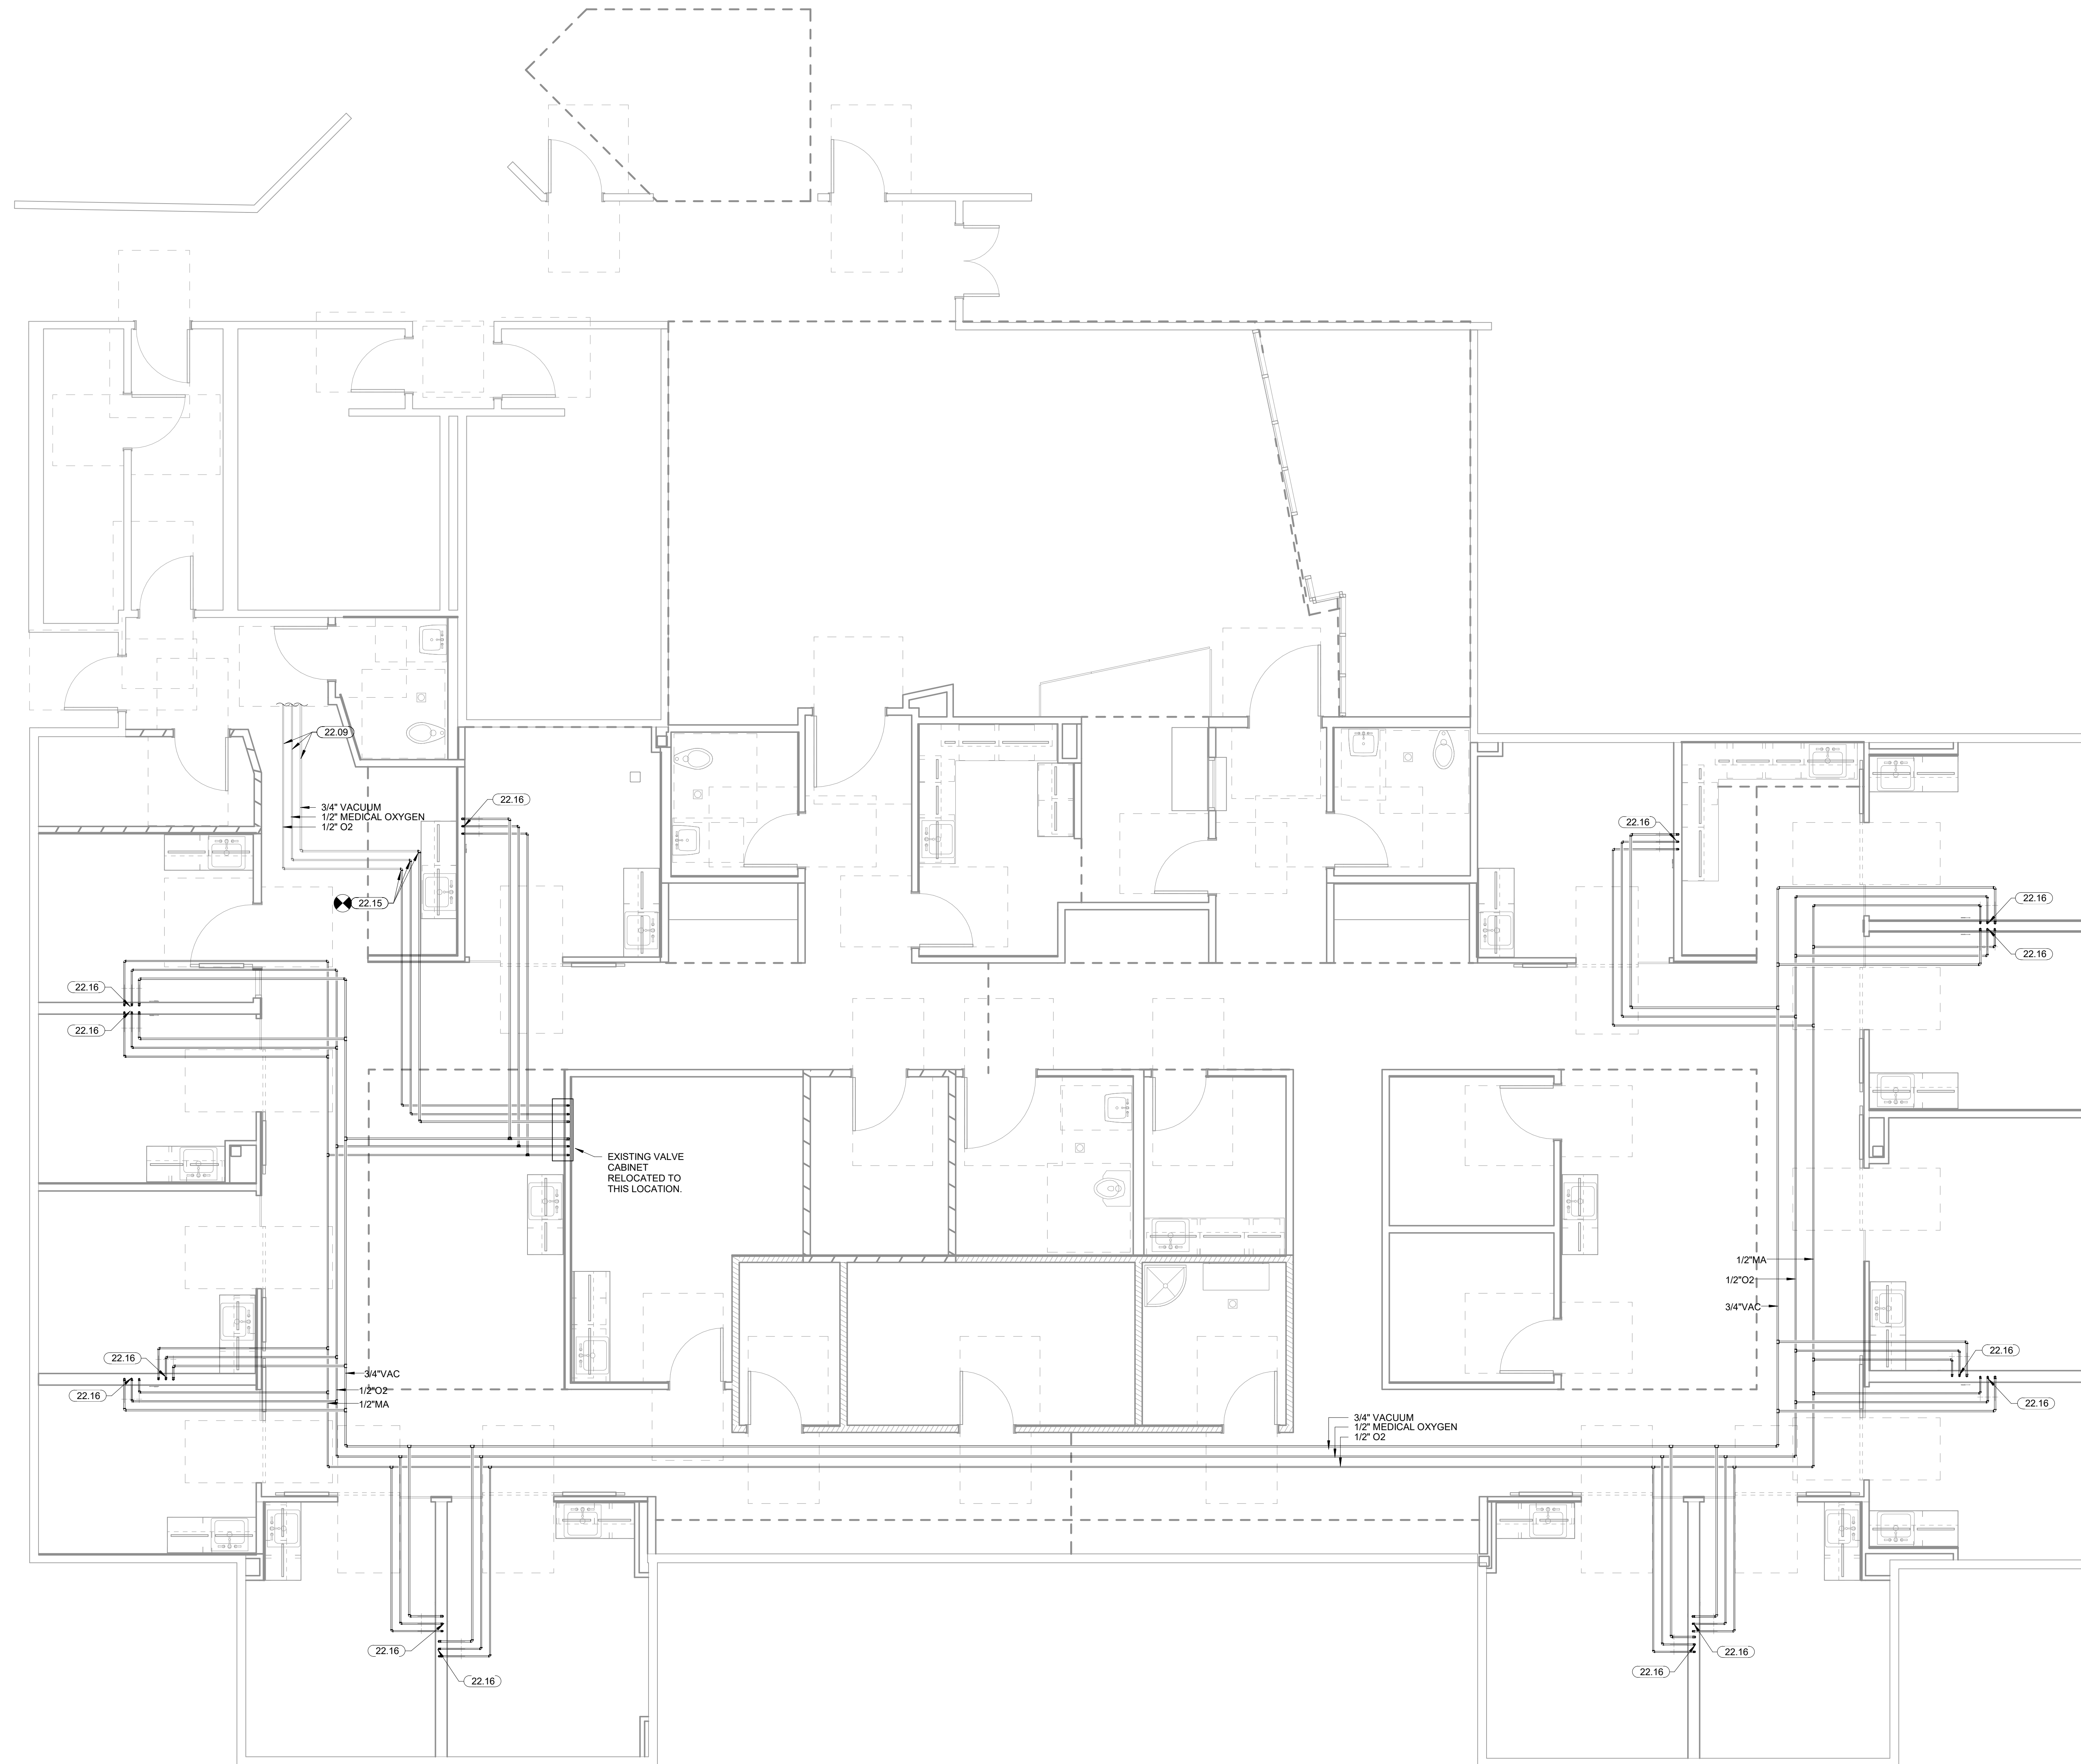 22.09
3/4" VACUUM
1/2" MEDICAL OXYGEN
1/2" O2
22.16
22.16
22.15
22.16
22.16
22.16
22.16
EXISTING VALVE
CABINET
RELOCATED TO
THIS LOCATION.
1/2"MA
1/2"O2
3/4"VAC
22.16
22.16
3/4"VAC
1/2"O2
1/2"MA
22.16
22.16
3/4" VACUUM
1/2" MEDICAL OXYGEN
1/2" O2
22.16
22.16
22.16
22.16